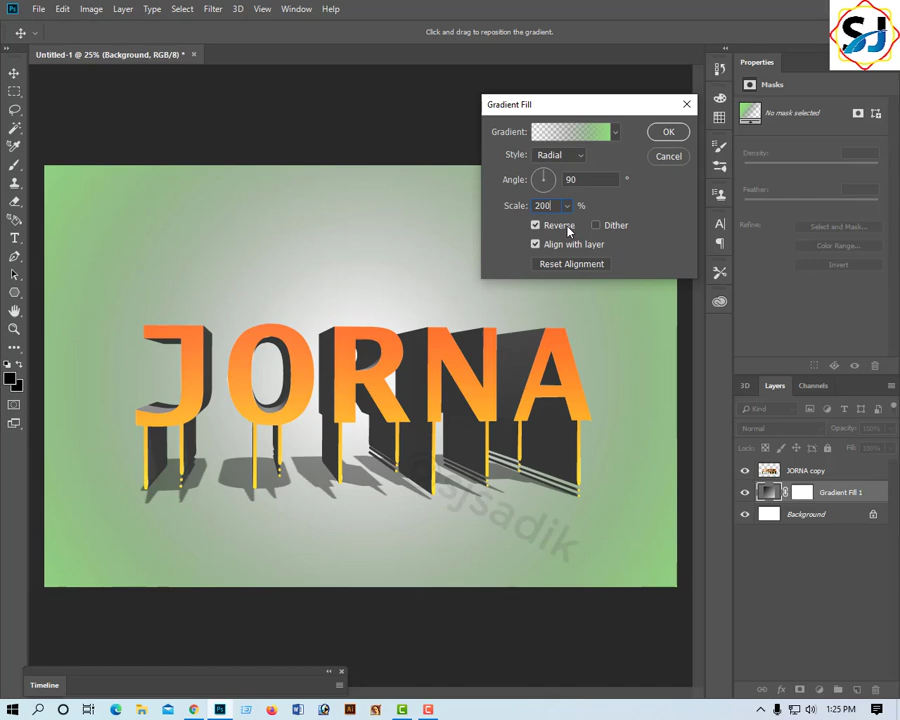 Ps File Edit Image Layer Type Select Filter 3D View Window Help
SJ
Click and drag to reposition the gradient.
Untitled-1 @ 25% (Background, RGB/8) *
Properties
Masks
No mask selected
Density:
Feather:
Refine:
Select and Mask...
Color Range...
Invert
Gradient Fill
Gradient:
OK
Style: Radial
Cancel
Angle: 90 °
Scale: 200 %
Reverse
Dither
Align with layer
Reset Alignment
JORNA
@sjsadik
3D Layers Channels
Kind
Normal
Opacity: 100%
Lock:
Fill: 100%
JORNA copy
Gradient Fill 1
Background
Timeline
1:25 PM